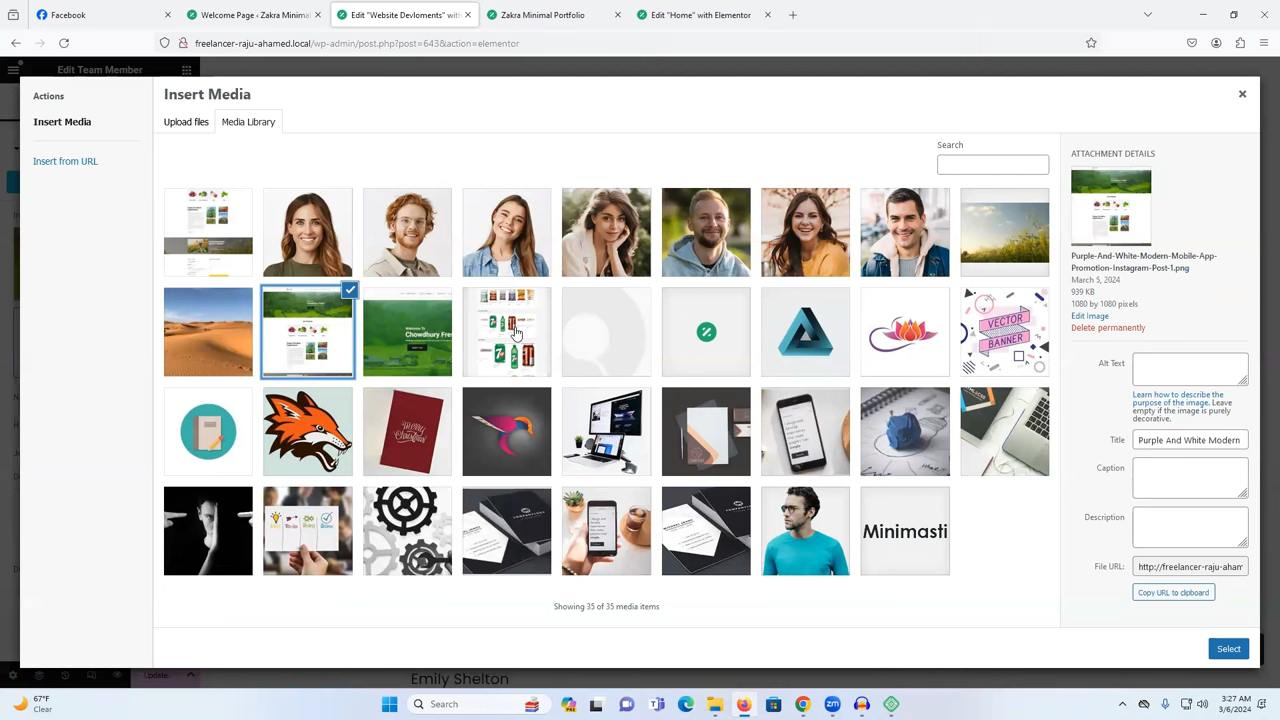 Facebook
Welcome Page ‹ Zakra Minimal
Edit "Website Devloments" with
Zakra Minimal Portfolio
Edit "Home" with Elementor
freelancer-raju-ahamed.local/wp-admin/post.php?post=643&action=elementor
Edit Team Member
Actions
Insert Media
Insert from URL
Insert Media
Upload files
Media Library
Search
ATTACHMENT DETAILS
Purple-And-White-Modern-Mobile-App-
Promotion-Instagram-Post-1.png
March 5, 2024
939 KB
1080 by 1080 pixels
Edit Image
Delete permanently
Alt Text
Learn how to describe the
purpose of the image. Leave
empty if the image is purely
decorative.
Title
Purple And White Modern
Caption
Description
File URL:
http://freelancer-raju-aham
Copy URL to clipboard
Welcome To
Chowdhury Fre
VECTOR
BANNER
Merry
Christmas
Minimasti
Showing 35 of 35 media items
Select
Update
Emily Shelton
67°F
Clear
Search
3:27 AM
3/6/2024